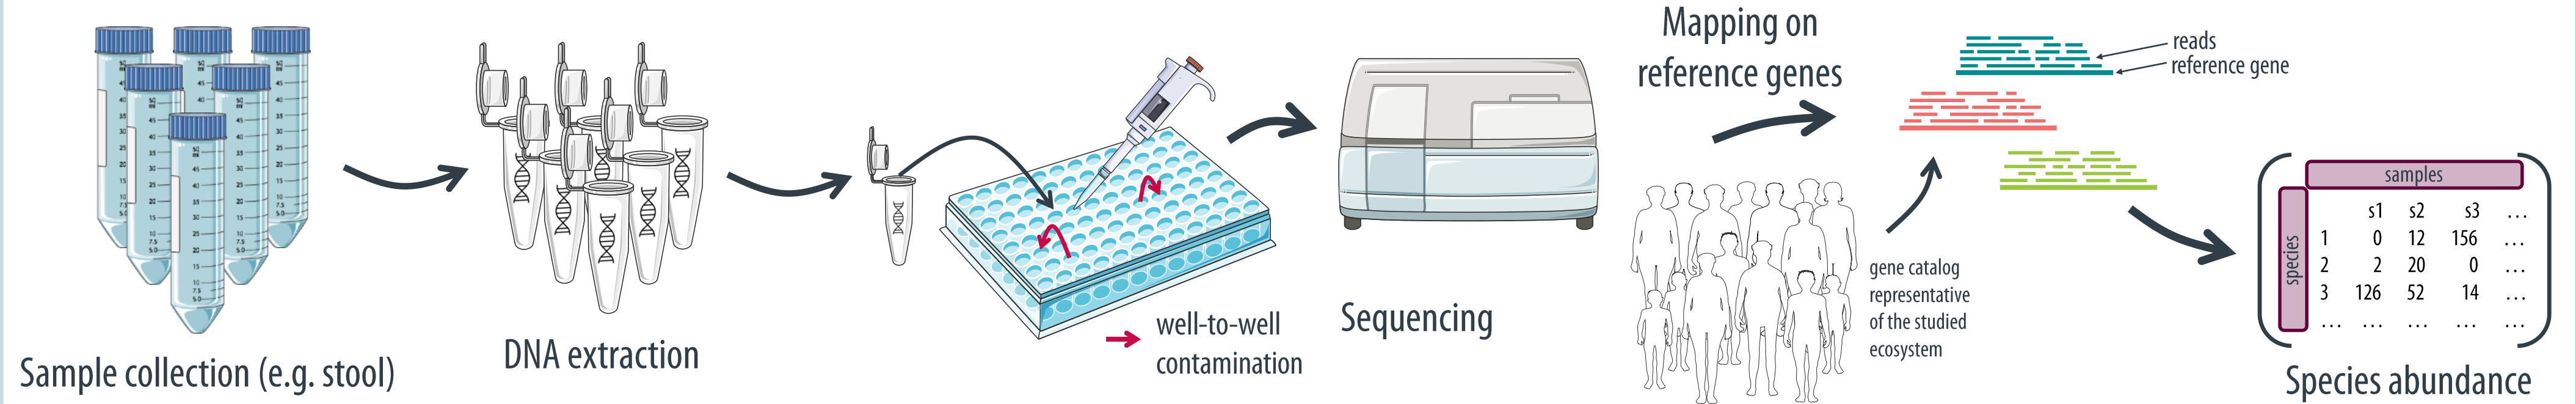 Sample collection (e.g. stool)
DNA extraction
well-to-well
contamination
Sequencing
Mapping on
reference genes
gene catalog
representative
of the studied
ecosystem
reads
reference gene
samples
species
s1 s2 s3 ...
1 0 12 156 ...
2 2 20 0 ...
3 126 52 14 ...
... ... ... ... ...
Species abundance